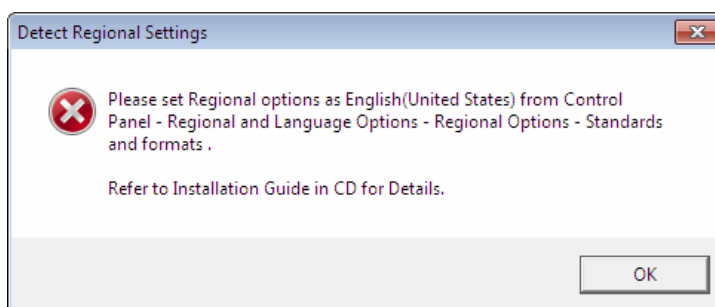 Detect Regional Settings
Please set Regional options as English(United States) from Control
Panel - Regional and Language Options - Regional Options - Standards
and formats .
Refer to Installation Guide in CD for Details.
OK